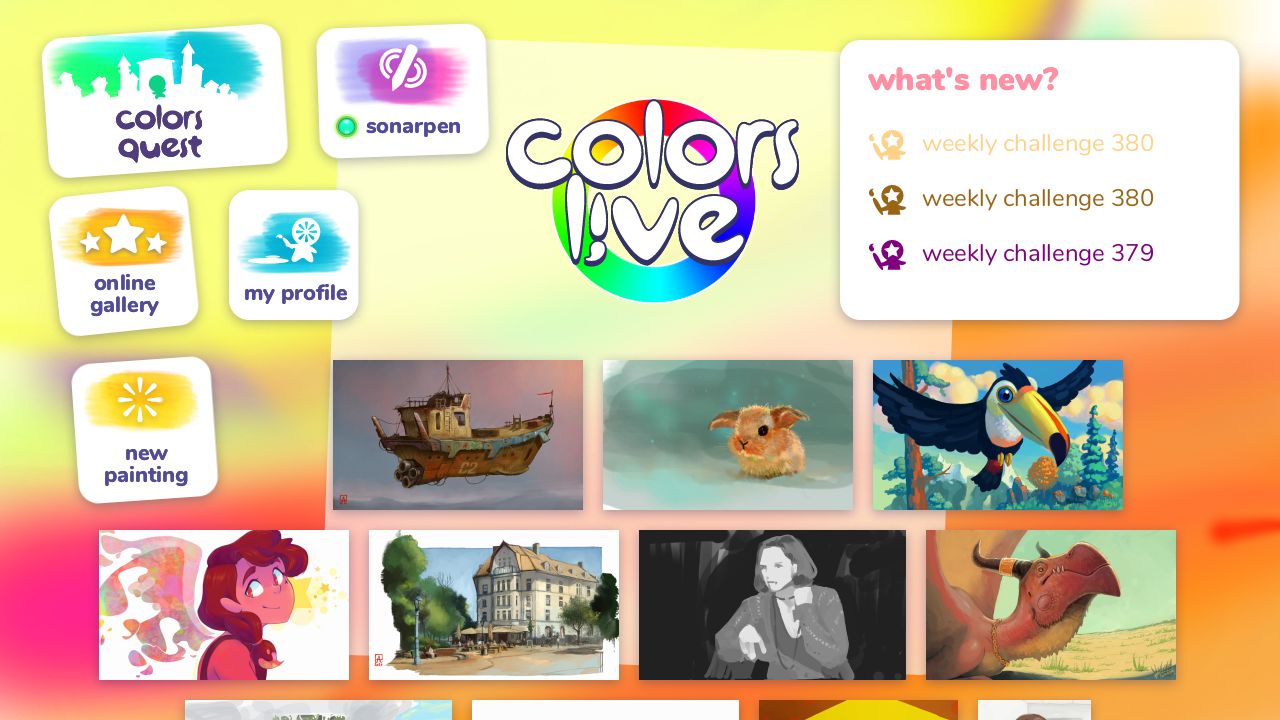 colors
quest
sonarpen
online
gallery
my profile
new
painting
colors
live
what's new?
weekly challenge 380
weekly challenge 380
weekly challenge 379
C2